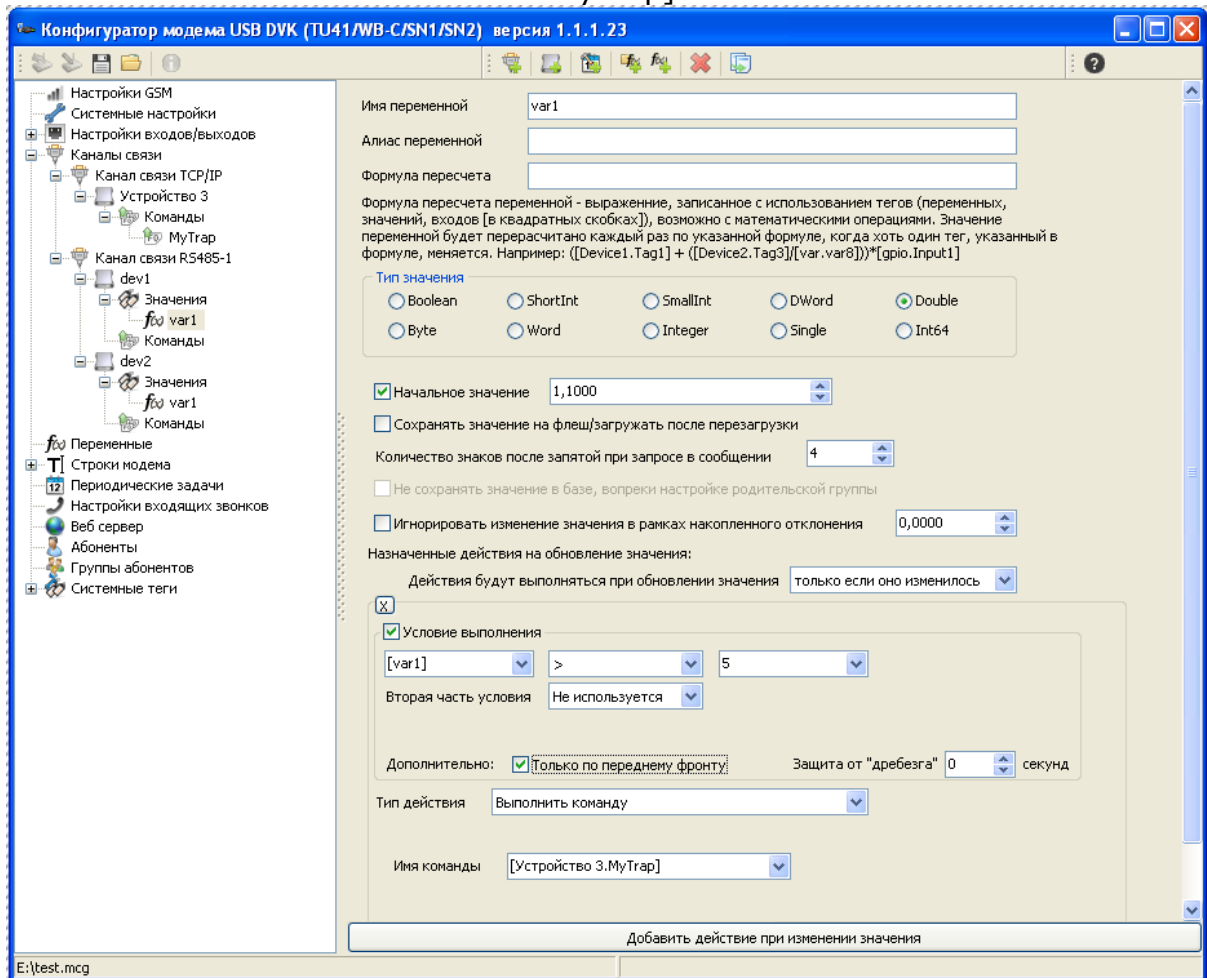 Конфигуратор модема USB DVK (TU41/WB-C/SN1/SN2) версия 1.1.1.23
Настройки GSM
Системные настройки
Настройки входов/выходов
Каналы связи
Канал связи TCP/IP
Устройство 3
Команды
MyTrap
Канал связи RS485-1
dev1
Значения
f(x) var1
Команды
dev2
Значения
f(x) var1
Команды
f(x) Переменные
Строки модема
12 Периодические задачи
Настройки входящих звонков
Веб сервер
Абоненты
Группы абонентов
Системные теги
Имя переменной var1
Алиас переменной
Формула пересчета
Формула пересчета переменной - выраженние, записанное с использованием тегов (переменных,
значений, входов [в квадратных скобках]), возможно с математическими операциями. Значение
переменной будет перерасчитано каждый раз по указанной формуле, когда хоть один тег, указанный в
формуле, меняется. Например: ([Device1.Tag1] + ([Device2.Tag3]/[var.var8]))*[gpio.Input1]
Тип значения
Boolean ShortInt SmallInt DWord Double
Byte Word Integer Single Int64
Начальное значение 1,1000
Сохранять значение на флеш/загружать после перезагрузки
Количество знаков после запятой при запросе в сообщении 4
Не сохранять значение в базе, вопреки настройке родительской группы
Игнорировать изменение значения в рамках накопленного отклонения 0,0000
Назначенные действия на обновление значения:
Действия будут выполняться при обновлении значения только если оно изменилось
X
Условие выполнения
[var1] > 5
Вторая часть условия Не используется
Дополнительно: Только по переднему фронту Защита от "дребезга" 0 секунд
Тип действия Выполнить команду
Имя команды [Устройство 3.MyTrap]
Добавить действие при изменении значения
E:\test.mcg